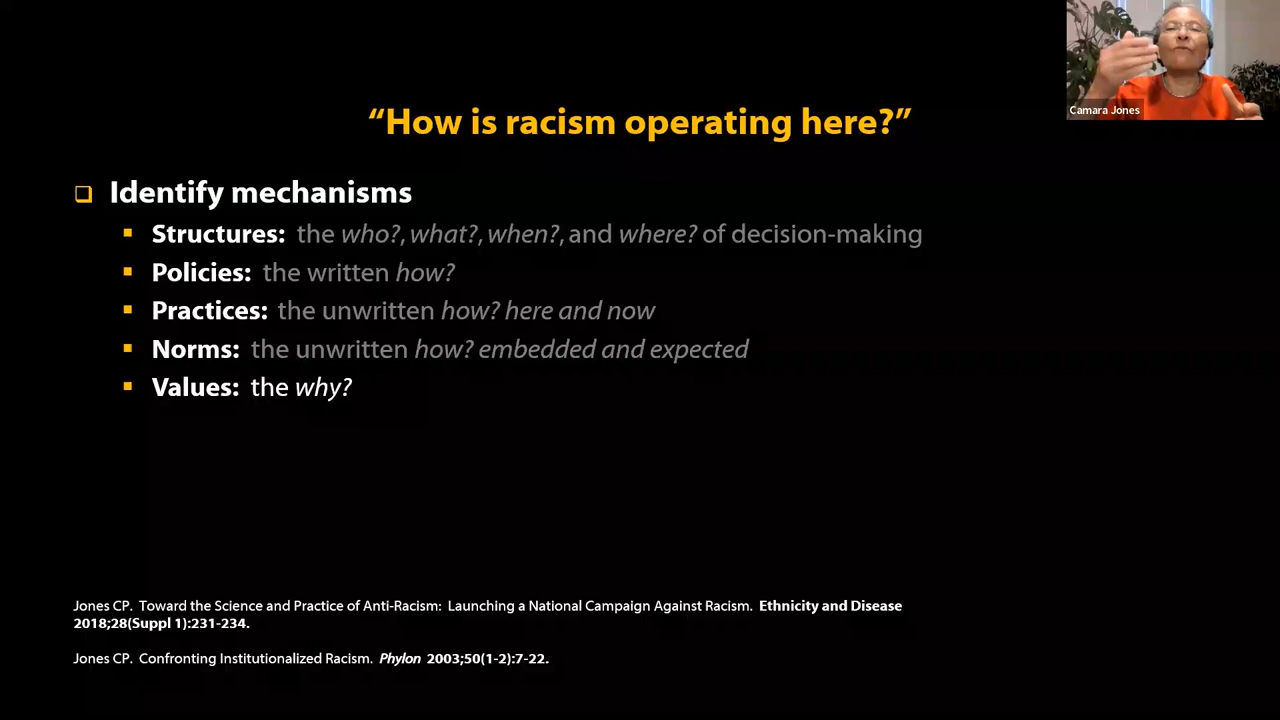 Camara Jones
“How is racism operating here?”
Identify mechanisms
Structures: the who?, what?, when?, and where? of decision-making
Policies: the written how?
Practices: the unwritten how? here and now
Norms: the unwritten how? embedded and expected
Values: the why?
Jones CP. Toward the Science and Practice of Anti-Racism: Launching a National Campaign Against Racism. Ethnicity and Disease
2018;28(Suppl 1):231-234.
Jones CP. Confronting Institutionalized Racism. Phylon 2003;50(1-2):7-22.